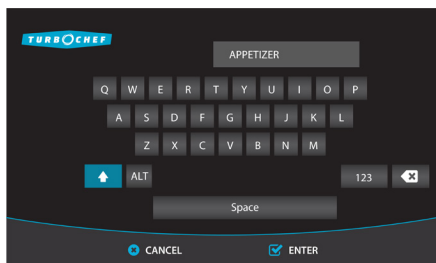 TURBOCHEF
APPETIZER
Q W E R T Y U I O P
A S D F G H J K L
Z X C V B N M
ALT 123
Space
CANCEL ENTER